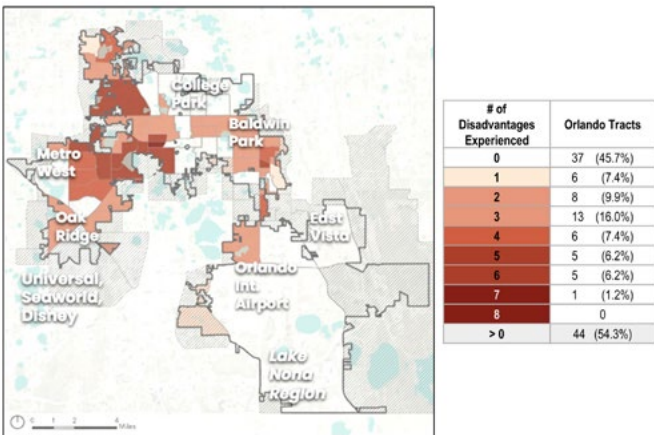 College
Park
Baldwin
Park
Metro
West
Oak
Ridge
East
Vista
Universal,
Seaworld,
Disney
Orlando
Int.
Airport
Lake
Nona
Region
0 1 2 4
Miles
# of
Disadvantages
Experienced
Orlando Tracts
0 37 (45.7%)
1 6 (7.4%)
2 8 (9.9%)
3 13 (16.0%)
4 6 (7.4%)
5 5 (6.2%)
6 5 (6.2%)
7 1 (1.2%)
8 0
> 0 44 (54.3%)